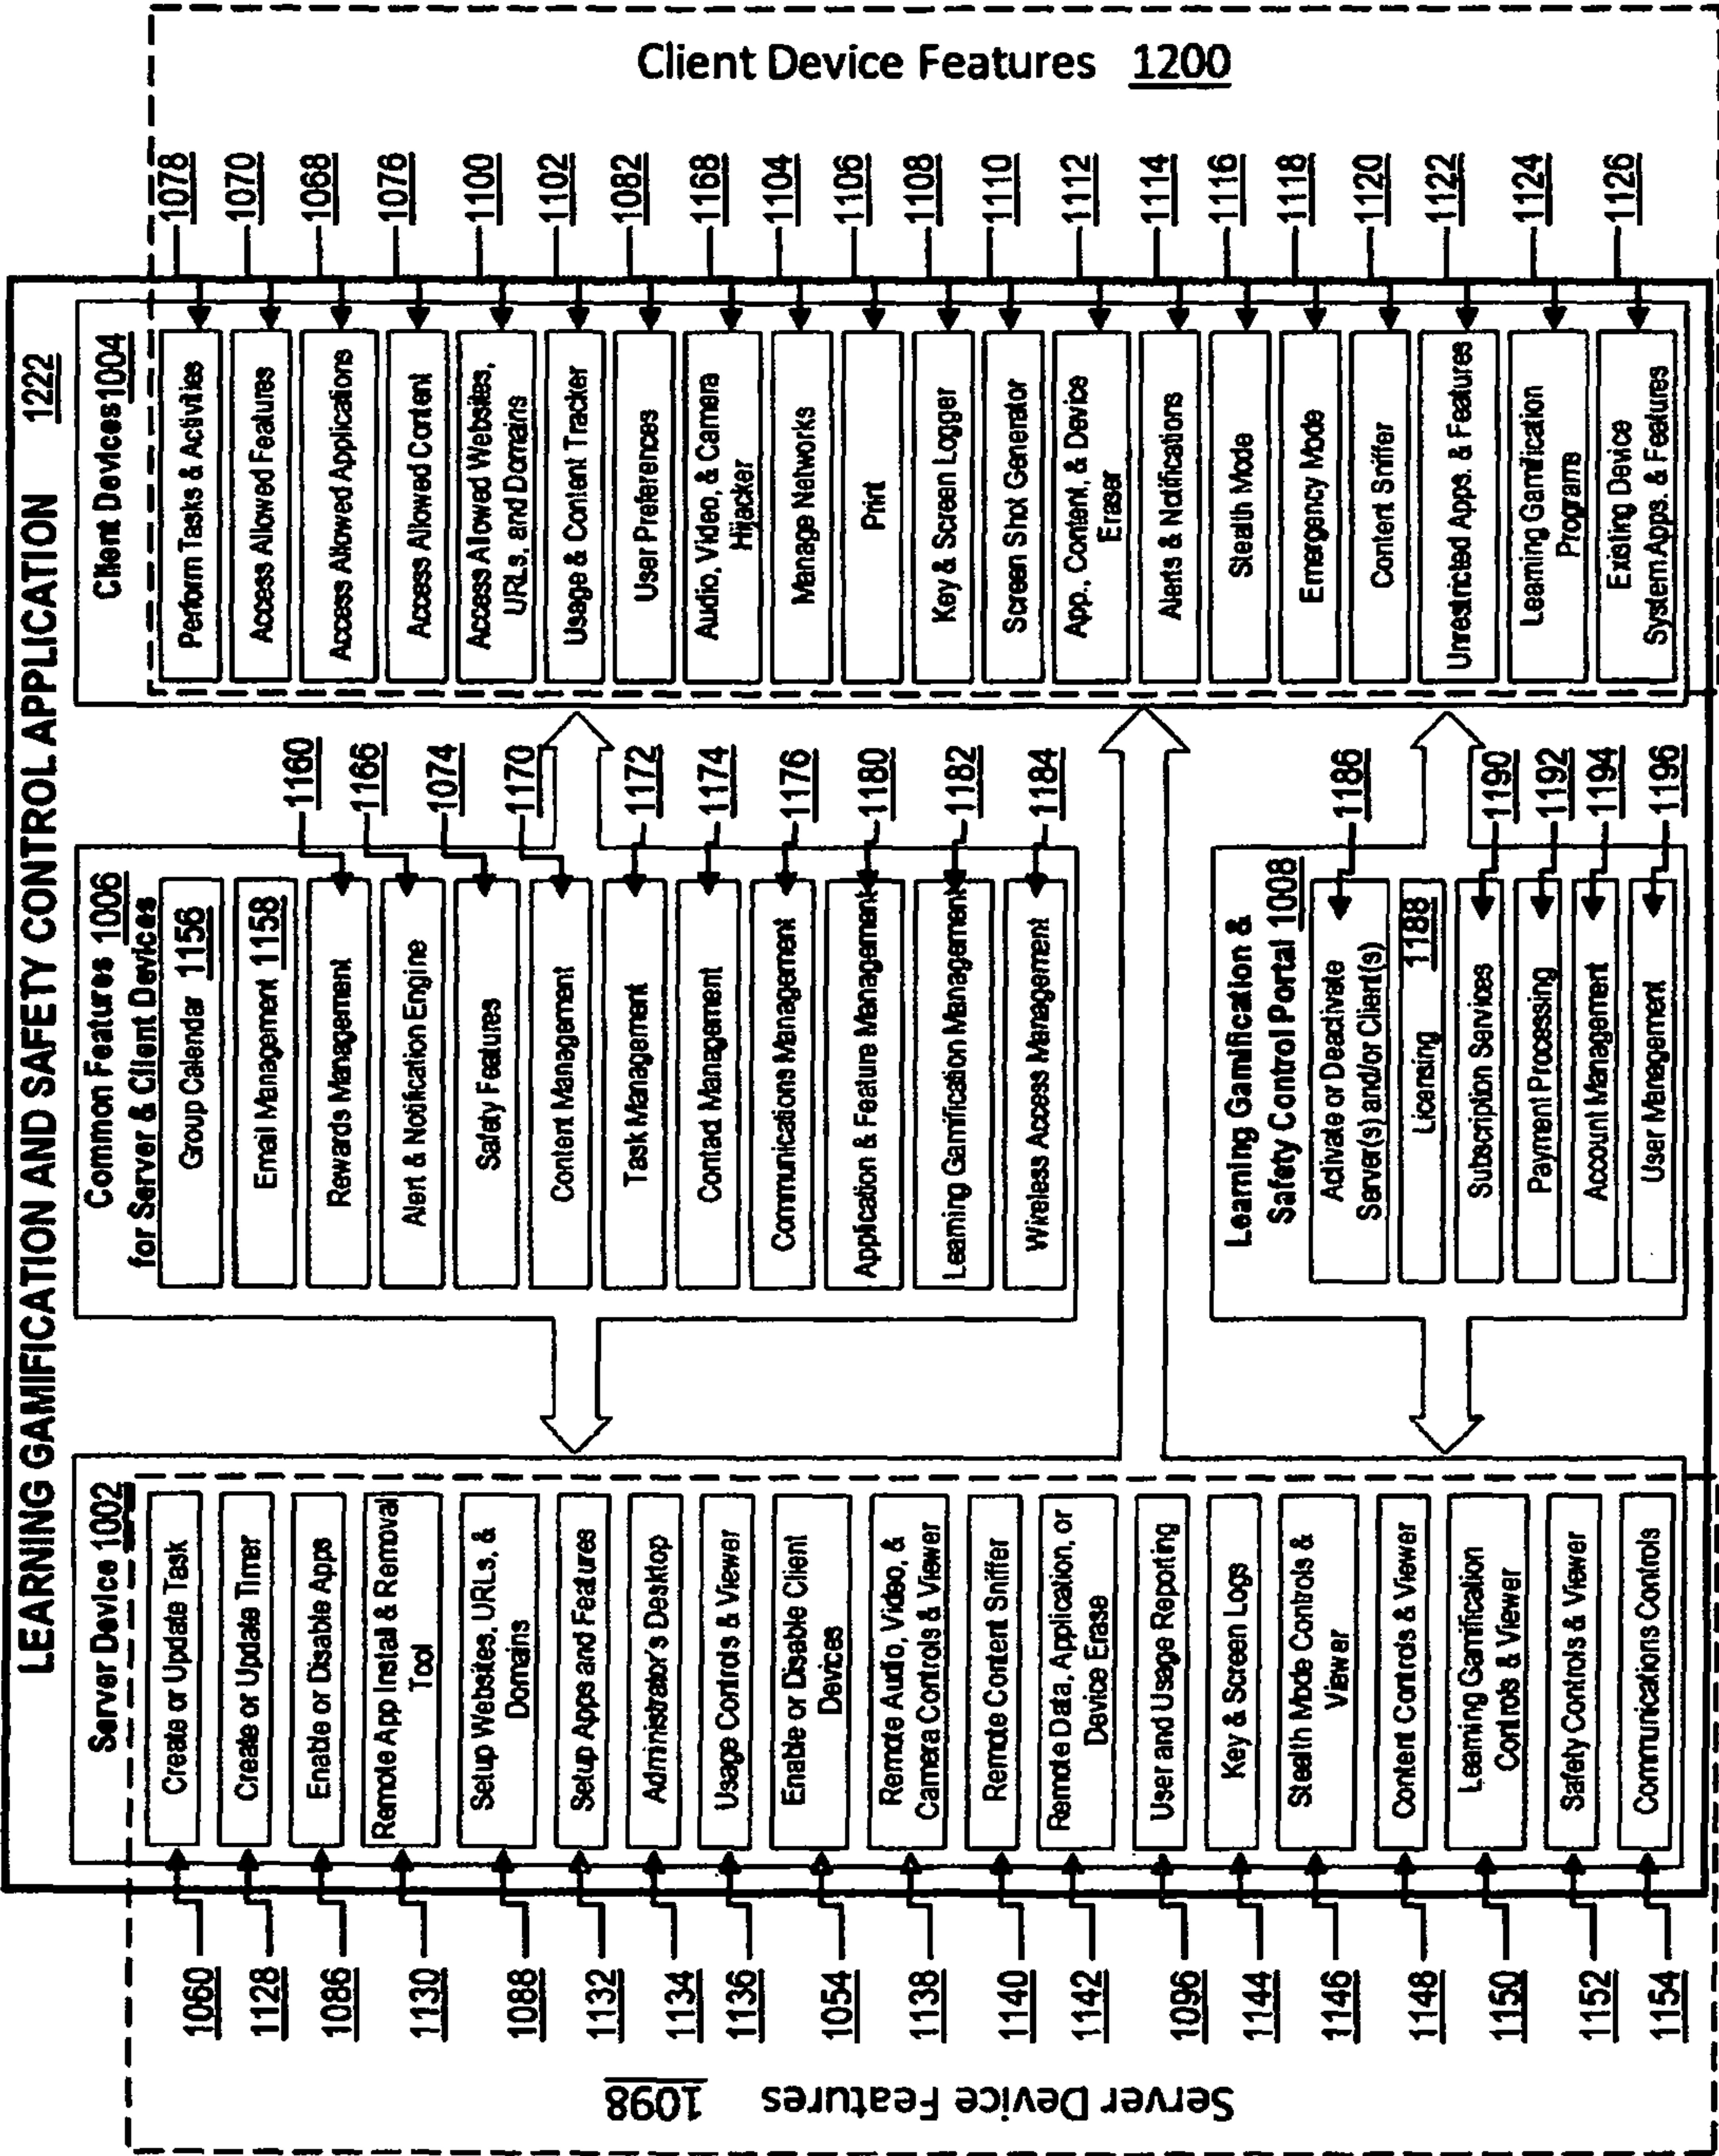 LEARNING GAMIFICATION AND SAFETY CONTROL APPLICATION 1222
Server Device Features 1098
1060
1128
1086
1130
1088
1132
1134
1136
1054
1138
1140
1142
1096
1144
1146
1148
1150
1152
1154
Server Device 1002
Create or Update Task
Create or Update Timer
Enable or Disable Apps
Remote App Install & Removal
Tool
Setup Websites, URLs, &
Domains
Setup Apps and Features
Administrator's Desktop
Usage Controls & Viewer
Enable or Disable Client
Devices
Remote Audio, Video, &
Camera Controls & Viewer
Remote Content Sniffer
Remote Data, Application, or
Device Erase
User and Usage Reporting
Key & Screen Logs
Stealth Mode Controls &
Viewer
Content Controls & Viewer
Learning Gamification
Controls & Viewer
Safety Controls & Viewer
Communications Controls
Common Features 1006
for Server & Client Devices
Group Calendar 1156
Email Management 1158
Rewards Management
Alert & Notification Engine
Safety Features
Content Management
Task Management
Contact Management
Communications Management
Application & Feature Management
Learning Gamification Management
Wireless Access Management
1160
1166
1074
1170
1172
1174
1176
1180
1182
1184
Learning Gamification &
Safety Control Portal 1008
Activate or Deactivate
Server(s) and/or Client(s)
Licensing 1188
Subscription Services
Payment Processing
Account Management
User Management
1186
1190
1192
1194
1196
Client Devices1004
Perform Tasks & Activities
Access Allowed Features
Access Allowed Applications
Access Allowed Content
Access Allowed Websites,
URLs, and Domains
Usage & Content Tracker
User Preferences
Audio, Video, & Camera
Hijacker
Manage Networks
Print
Key & Screen Logger
Screen Shot Generator
App., Content, & Device
Eraser
Alerts & Notifications
Stealth Mode
Emergency Mode
Content Sniffer
Unrestricted Apps. & Features
Learning Gamification
Programs
Existing Device
System Apps. & Features
1078
1070
1068
1076
1100
1102
1082
1168
1104
1106
1108
1110
1112
1114
1116
1118
1120
1122
1124
1126
Client Device Features 1200